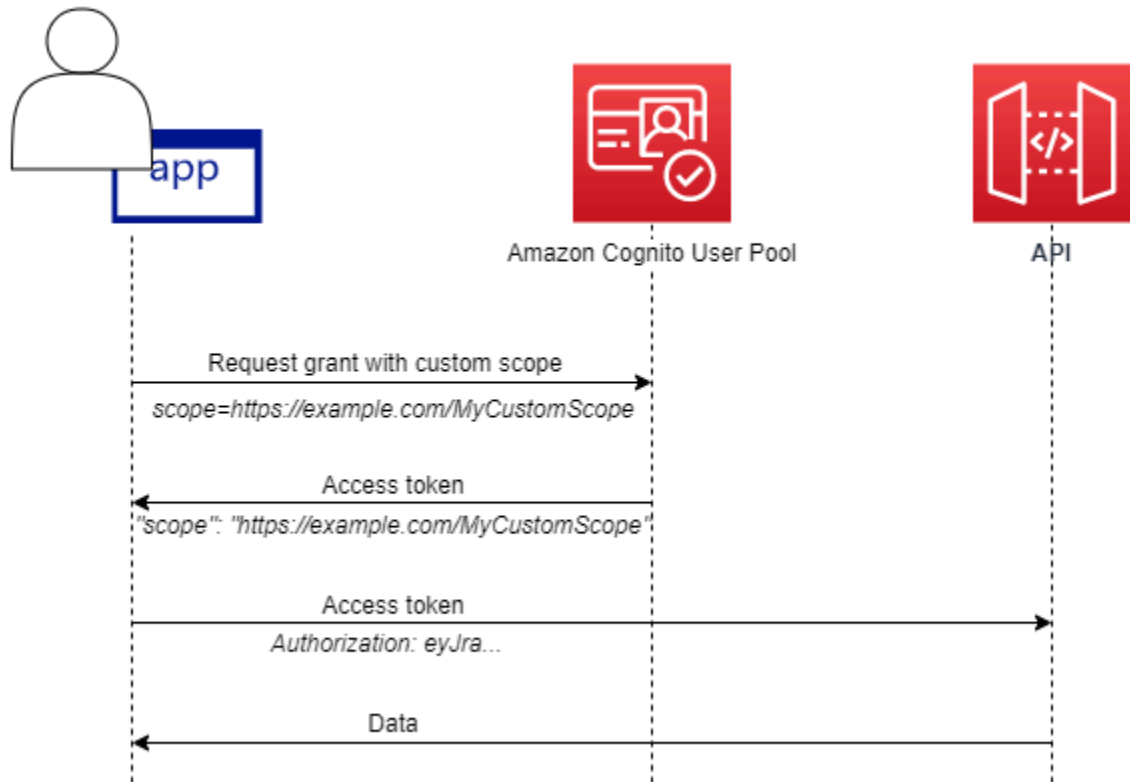 app
</>
Amazon Cognito User Pool
API
Request grant with custom scope
scope=https://example.com/MyCustomScope
Access token
"scope": "https://example.com/MyCustomScope"
Access token
Authorization: eyJra...
Data